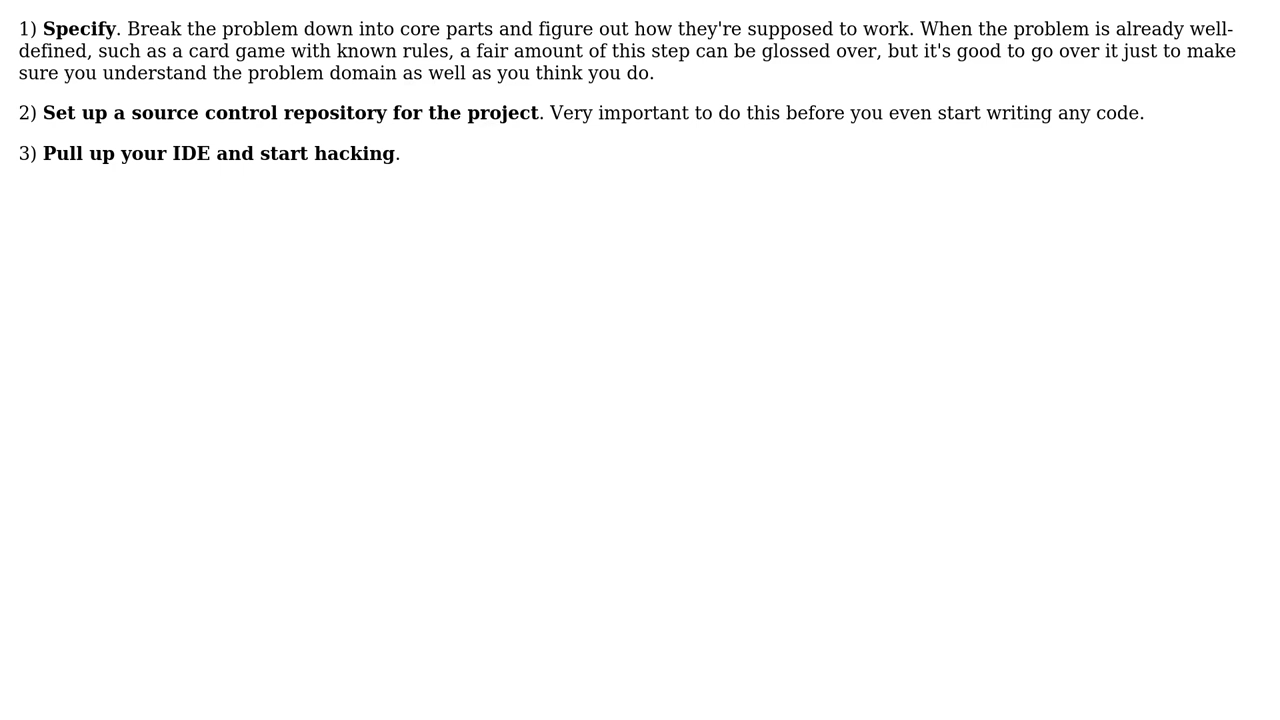 1) Specify. Break the problem down into core parts and figure out how they're supposed to work. When the problem is already well-
defined, such as a card game with known rules, a fair amount of this step can be glossed over, but it's good to go over it just to make
sure you understand the problem domain as well as you think you do.
2) Set up a source control repository for the project. Very important to do this before you even start writing any code.
3) Pull up your IDE and start hacking.